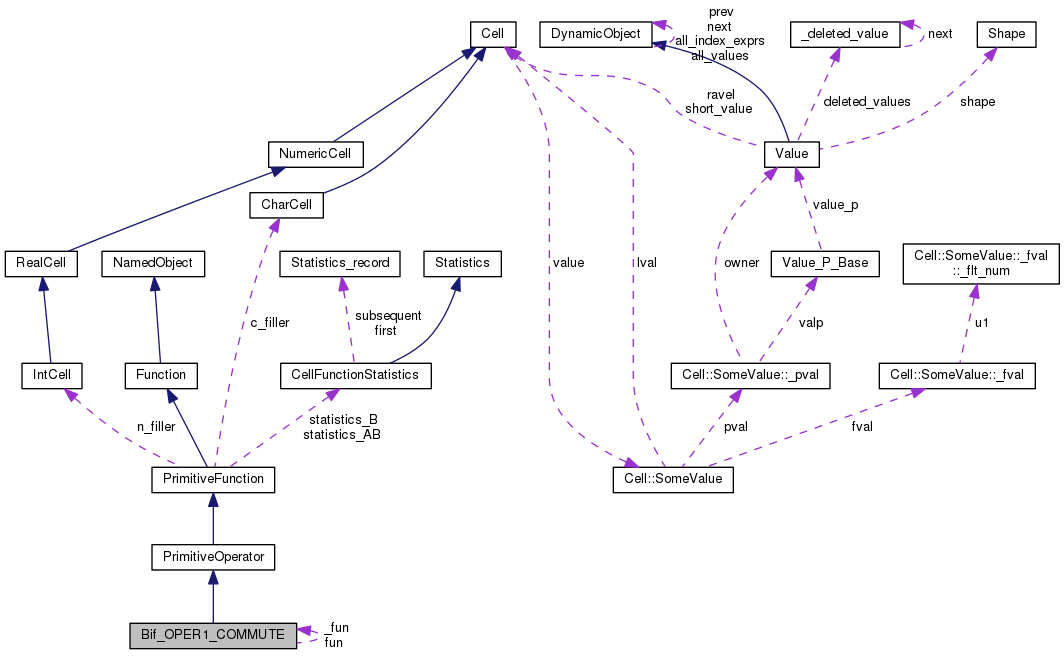 prev
next
all_index_exprs
all_values
Cell
DynamicObject
_deleted_value
next
Shape
ravel
short_value
deleted_values
shape
NumericCell
Value
CharCell
value_p
RealCell
NamedObject
Statistics_record
Statistics
value
lval
owner
Value_P_Base
Cell::SomeValue::_fval
::_flt_num
c_filler
subsequent
first
valp
u1
IntCell
Function
CellFunctionStatistics
Cell::SomeValue::_pval
Cell::SomeValue::_fval
n_filler
statistics_B
statistics_AB
pval
fval
PrimitiveFunction
Cell::SomeValue
PrimitiveOperator
Bif_OPER1_COMMUTE
_fun
fun